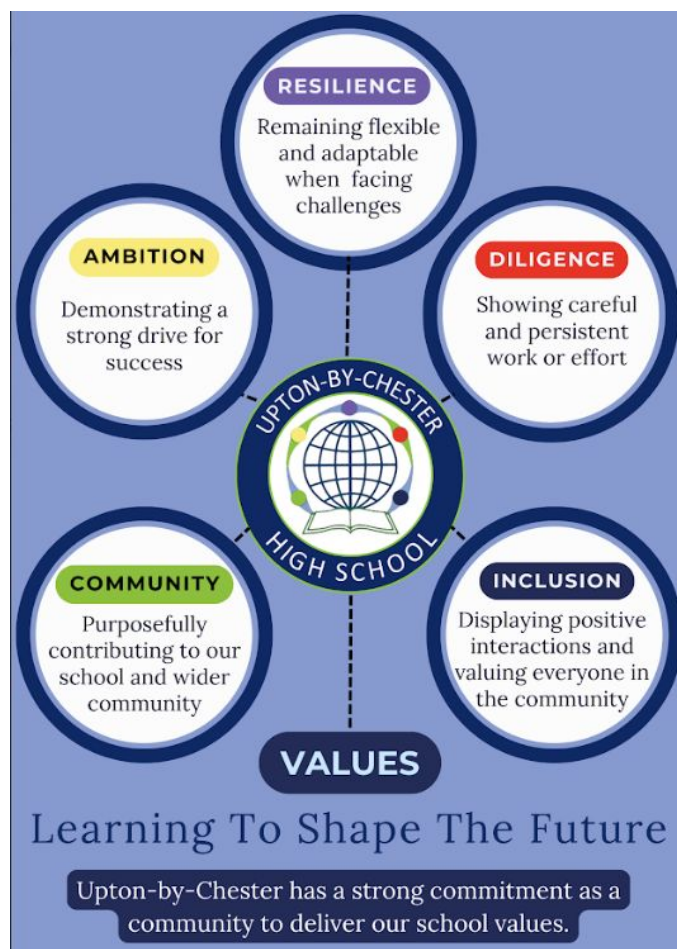 RESILIENCE
Remaining flexible
and adaptable
when facing
challenges
AMBITION
Demonstrating a
strong drive for
success
DILIGENCE
Showing careful
and persistent
work or effort
UPTON-BY-CHESTER
HIGH SCHOOL
COMMUNITY
Purposefully
contributing to our
school and wider
community
INCLUSION
Displaying positive
interactions and
valuing everyone in
the community
VALUES
Learning To Shape The Future
Upton-by-Chester has a strong commitment as a
community to deliver our school values.